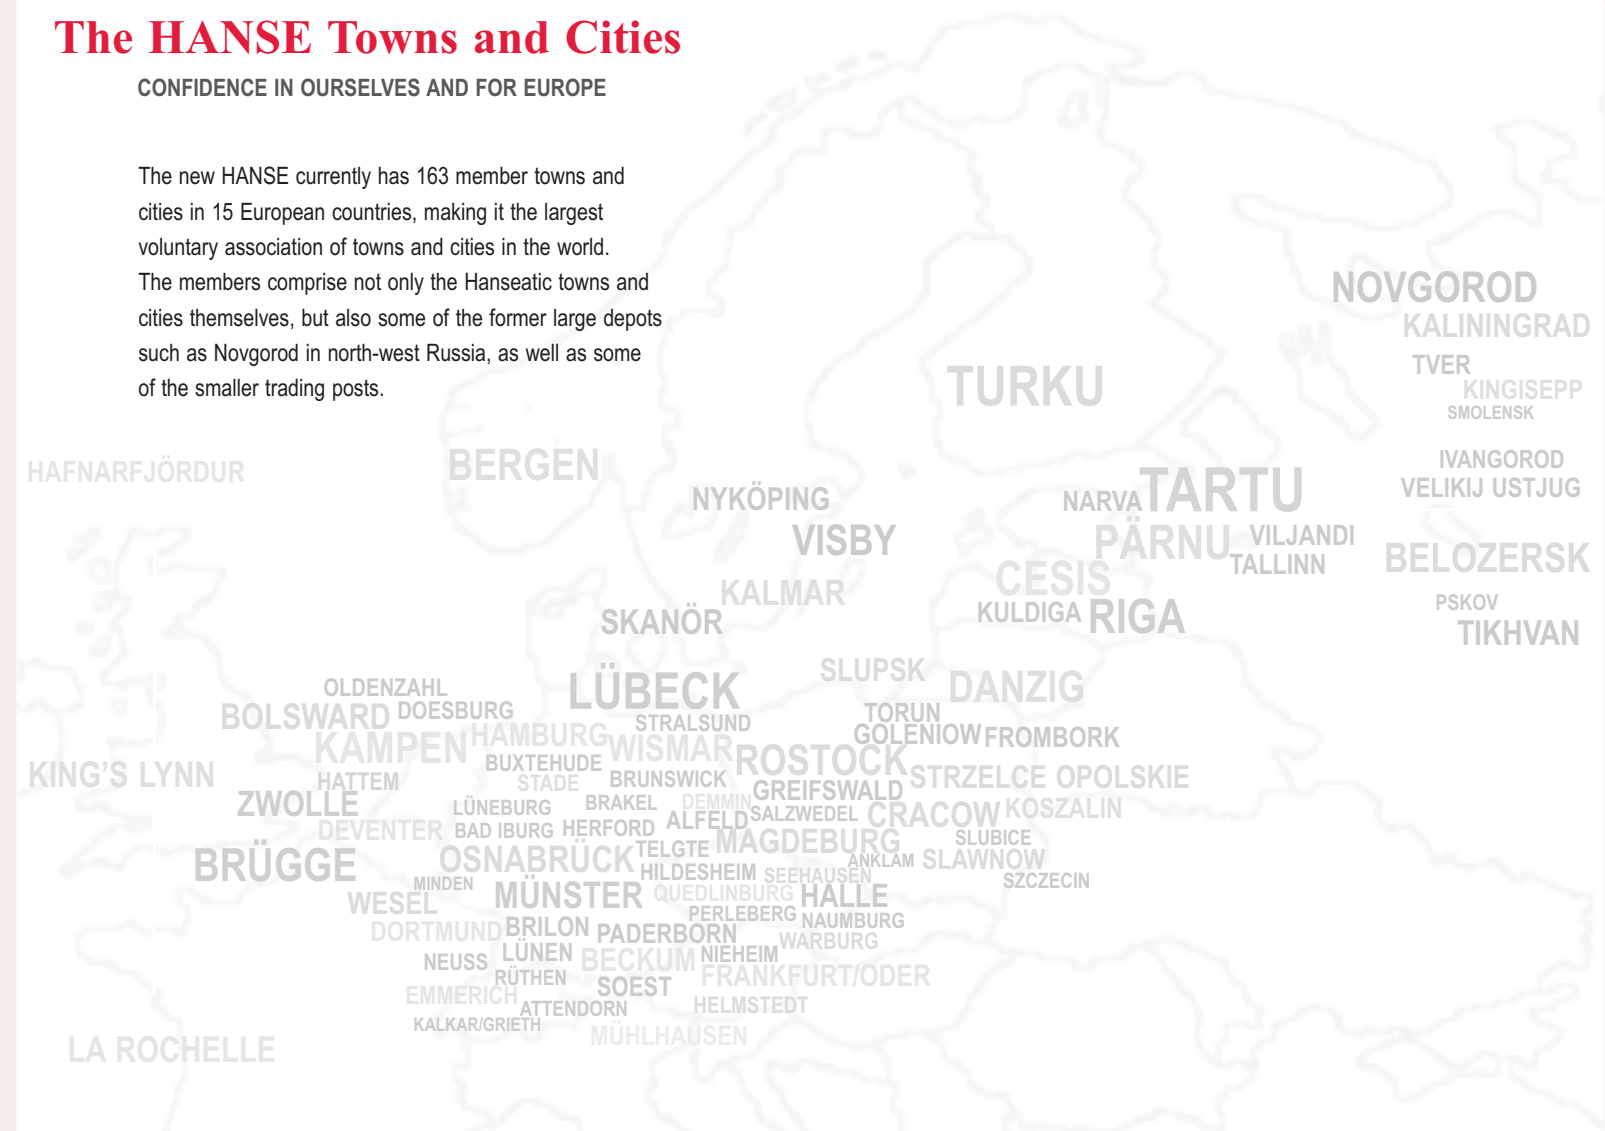 The HANSE Towns and Cities
CONFIDENCE IN OURSELVES AND FOR EUROPE
The new HANSE currently has 163 member towns and
cities in 15 European countries, making it the largest
voluntary association of towns and cities in the world.
The members comprise not only the Hanseatic towns and
cities themselves, but also some of the former large depots
such as Novgorod in north-west Russia, as well as some
of the smaller trading posts.
NOVGOROD
KALININGRAD
TVER
TURKU
KINGISEPP
SMOLENSK
HAFNARFJÖRDUR
BERGEN
IVANGOROD
NYKÖPING
NARVA
TARTU
VELIKIJ USTJUG
VISBY
PÄRNU
VILJANDI
TALLINN
BELOZERSK
KALMAR
CESIS
SKANÖR
KULDIGA
RIGA
PSKOV
TIKHVAN
SLUPSK
OLDENZAHL
LÜBECK
DANZIG
BOLSWARD
DOESBURG
STRALSUND
TORUN
GOLENIOW
FROMBORK
KAMPEN
HAMBURG
WISMAR
ROSTOCK
KING'S LYNN
HATTEM
BUXTEHUDE
STADE
BRUNSWICK
GREIFSWALD
STRZELCE OPOLSKIE
ZWOLLE
LÜNEBURG
BRAKEL
DEMMIN
SALZWEDEL
CRACOW
KOSZALIN
DEVENTER
BAD IBURG
HERFORD
ALFELD
MAGDEBURG
SLUBICE
BRÜGGE
OSNABRÜCK
TELGTE
ANKLAM
SLAWNOW
MINDEN
HILDESHEIM
SEEHAUSEN
SZCZECIN
WESEL
MÜNSTER
QUEDLINBURG
HALLE
PERLEBERG
NAUMBURG
DORTMUND
BRILON
PADERBORN
WARBURG
NEUSS
LÜNEN
BECKUM
NIEHEIM
RÜTHEN
FRANKFURT/ODER
EMMERICH
SOEST
ATTENDORN
HELMSTEDT
KALKAR/GRIETH
MÜHLHAUSEN
LA ROCHELLE